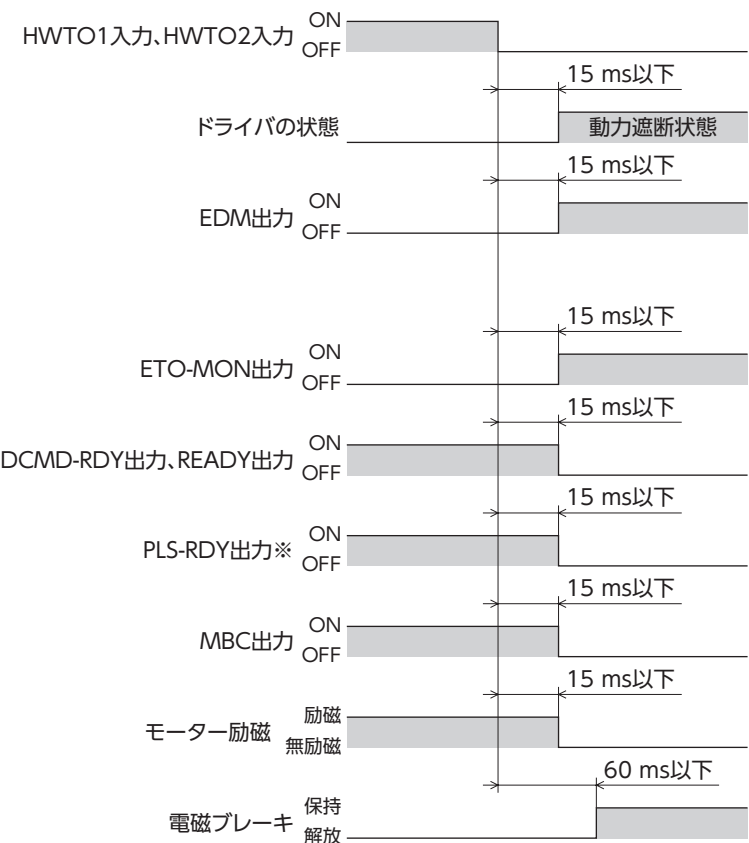 HWTO1入力、HWTO2入力
ON
OFF
15 ms以下
ドライバの状態
動力遮断状態
15 ms以下
EDM出力
ON
OFF
15 ms以下
ETO-MON出力
ON
OFF
15 ms以下
DCMD-RDY出力、READY出力
ON
OFF
15 ms以下
PLS-RDY出力※
ON
OFF
15 ms以下
MBC出力
ON
OFF
15 ms以下
モーター励磁
励磁
無励磁
60 ms以下
電磁ブレーキ
保持
解放